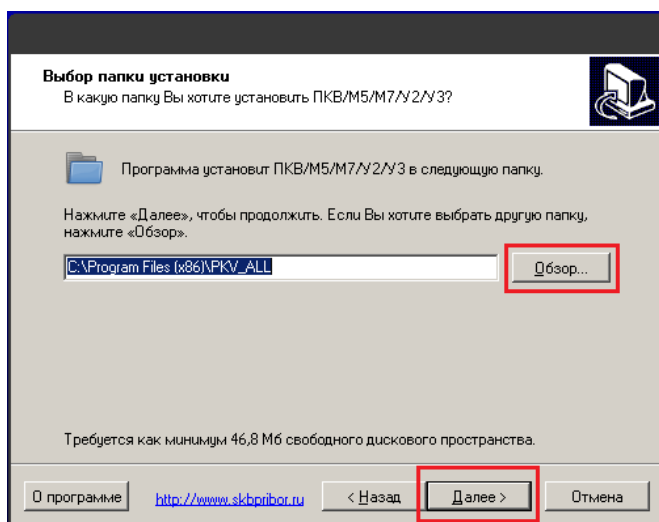 Выбор папки установки
В какую папку Вы хотите установить ПКВ/М5/М7/У2/У3?
Программа установит ПКВ/М5/М7/У2/У3 в следующую папку.
Нажмите «Далее», чтобы продолжить. Если Вы хотите выбрать другую папку,
нажмите «Обзор».
C:\Program Files (x86)\PKV_ALL
Обзор...
Требуется как минимум 46,8 Мб свободного дискового пространства.
О программе http://www.skbpribor.ru < Назад Далее > Отмена